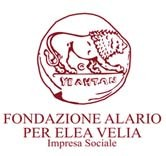 FONDAZIONE ALARIO
PER ELEA VELIA
Impresa Sociale